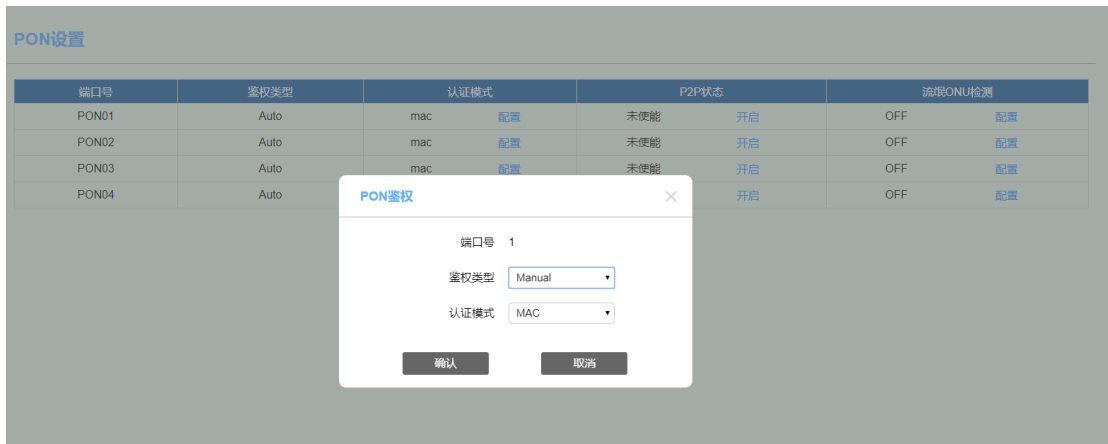 PON设置
端口号 鉴权类型 认证模式 P2P状态 流氓ONU检测
PON01 Auto mac 配置 未使能 开启 OFF 配置
PON02 Auto mac 配置 未使能 开启 OFF 配置
PON03 Auto mac 配置 未使能 开启 OFF 配置
PON04 Auto 开启 OFF 配置
PON鉴权
端口号 1
鉴权类型 Manual
认证模式 MAC
确认 取消